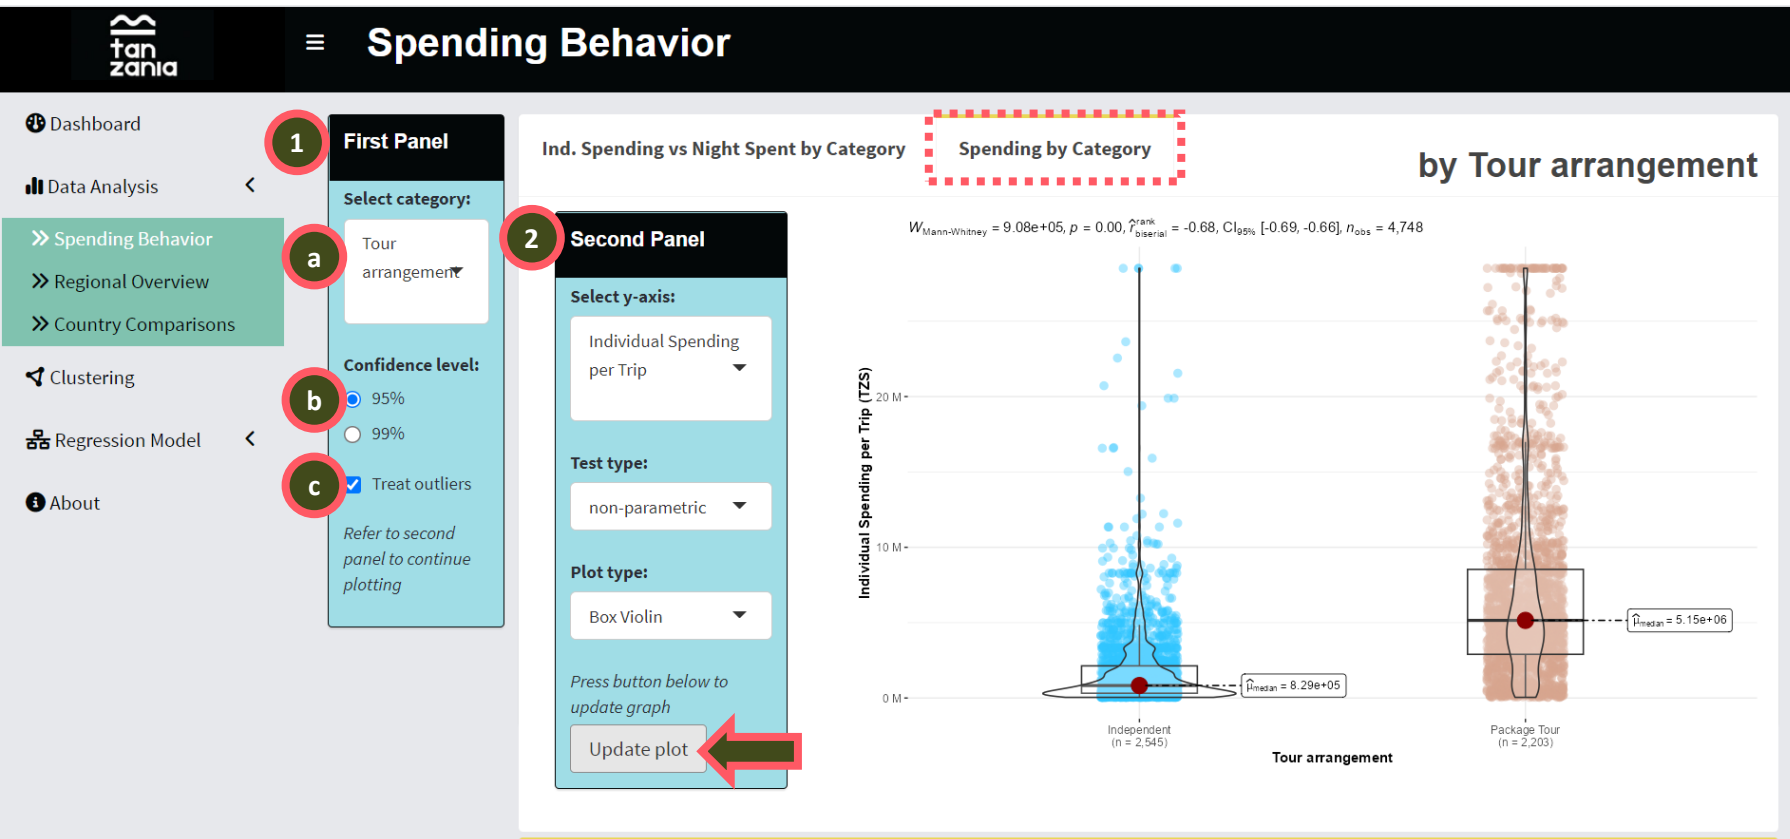 tan
zania
Spending Behavior
Dashboard
Data Analysis
Spending Behavior
Regional Overview
Country Comparisons
Clustering
Regression Model
About
1
First Panel
Select category:
a
Tour
arrangement
Confidence level:
b
95%
99%
c
Treat outliers
Refer to second
panel to continue
plotting
Ind. Spending vs Night Spent by Category
Spending by Category
by Tour arrangement
2
Second Panel
Select y-axis:
Individual Spending
per Trip
Test type:
non-parametric
Plot type:
Box Violin
Press button below to
update graph
Update plot
W Mann-Whitney = 9.08e+05, p = 0.00, r̂ rank biserial = -0.68, CI95% [-0.69, -0.66], nobs = 4,748
Individual Spending per Trip (TZS)
20 M
10 M
0 M
μ̂median = 8.29e+05
μ̂median = 5.15e+06
Independent
(n = 2,545)
Package Tour
(n = 2,203)
Tour arrangement